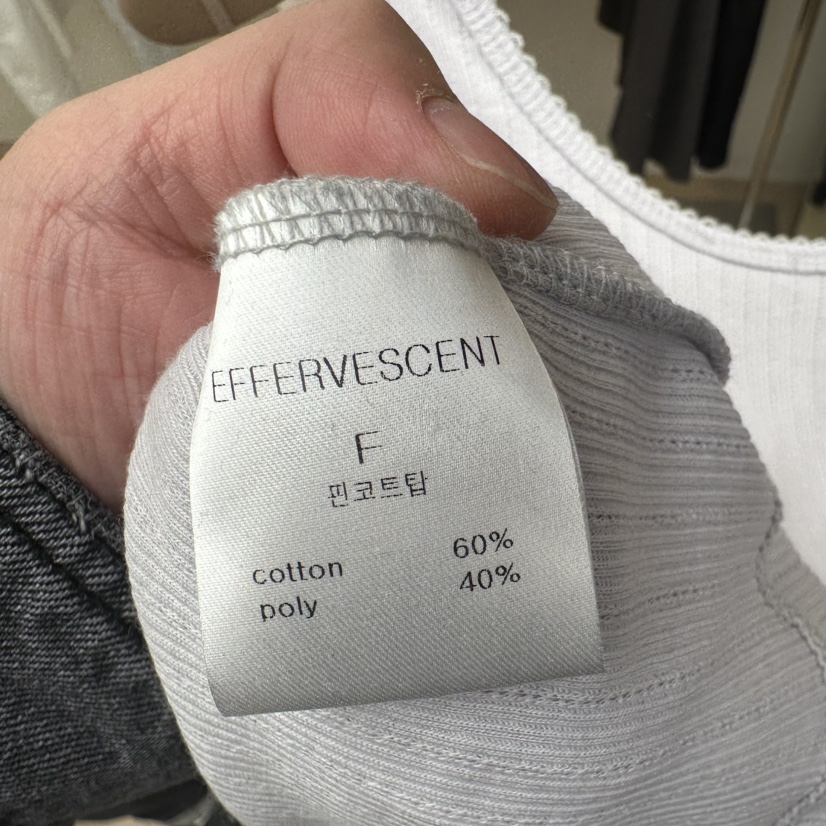 EFFERVESCENT
F
핀코트탑
cotton 60%
poly 40%